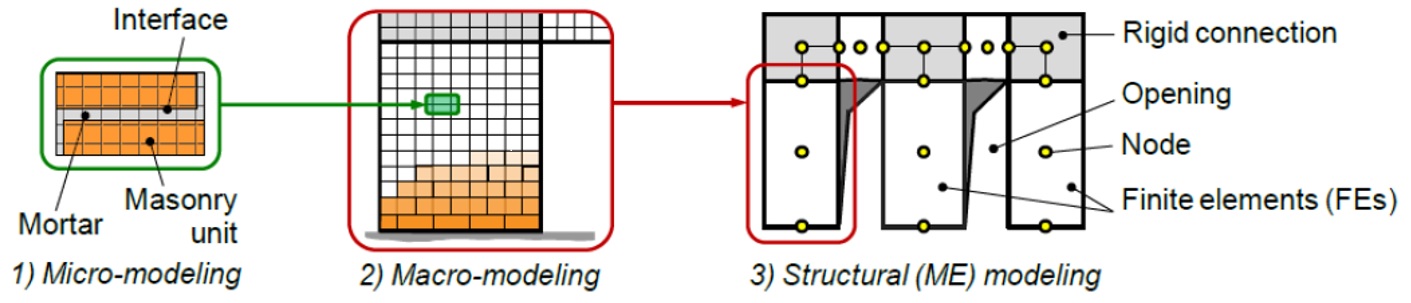 Interface
Mortar
Masonry
unit
1) Micro-modeling
2) Macro-modeling
Rigid connection
Opening
Node
Finite elements (FEs)
3) Structural (ME) modeling